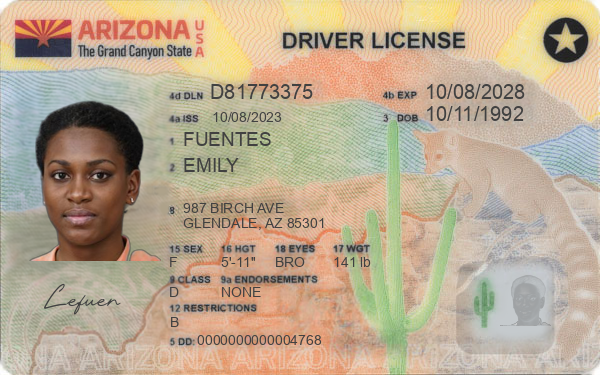 ARIZONA USA
The Grand Canyon State
DRIVER LICENSE
4d DLN D81773375
4b EXP 10/08/2028
4a ISS 10/08/2023
3 DOB 10/11/1992
1 FUENTES
2 EMILY
8 987 BIRCH AVE
GLENDALE, AZ 85301
15 SEX 16 HGT 18 EYES 17 WGT
F 5'-11" BRO 141 lb
9 CLASS 9a ENDORSEMENTS
D NONE
12 RESTRICTIONS
B
5 DD: 0000000000004768
Lefuen
ARIZONA ARIZONA ARIZONA ARIZONA